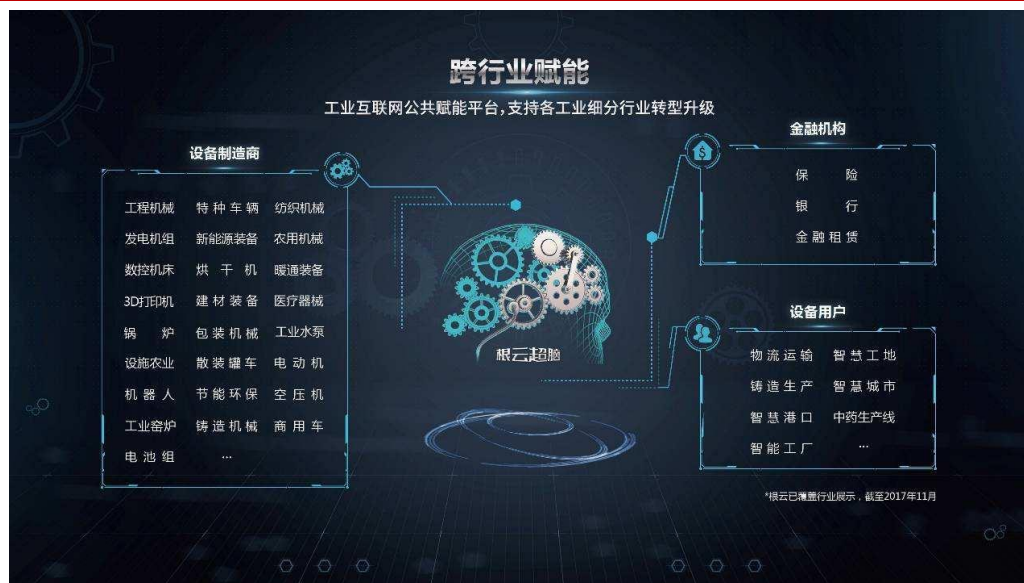 跨行业赋能
工业互联网公共赋能平台,支持各工业细分行业转型升级
设备制造商
工程机械 特种车辆 纺织机械
发电机组 新能源装备 农用机械
数控机床 烘干机 暖通装备
3D打印机 建材装备 医疗器械
锅炉 包装机械 工业水泵
设施农业 散装罐车 电动机
机器人 节能环保 空压机
工业窑炉 铸造机械 商用车
电池组 …
根云超脑
金融机构
保险
银行
金融租赁
设备用户
物流运输 智慧工地
铸造生产 智慧城市
智慧港口 中药生产线
智能工厂 …
*根云已覆盖行业展示，截至2017年11月